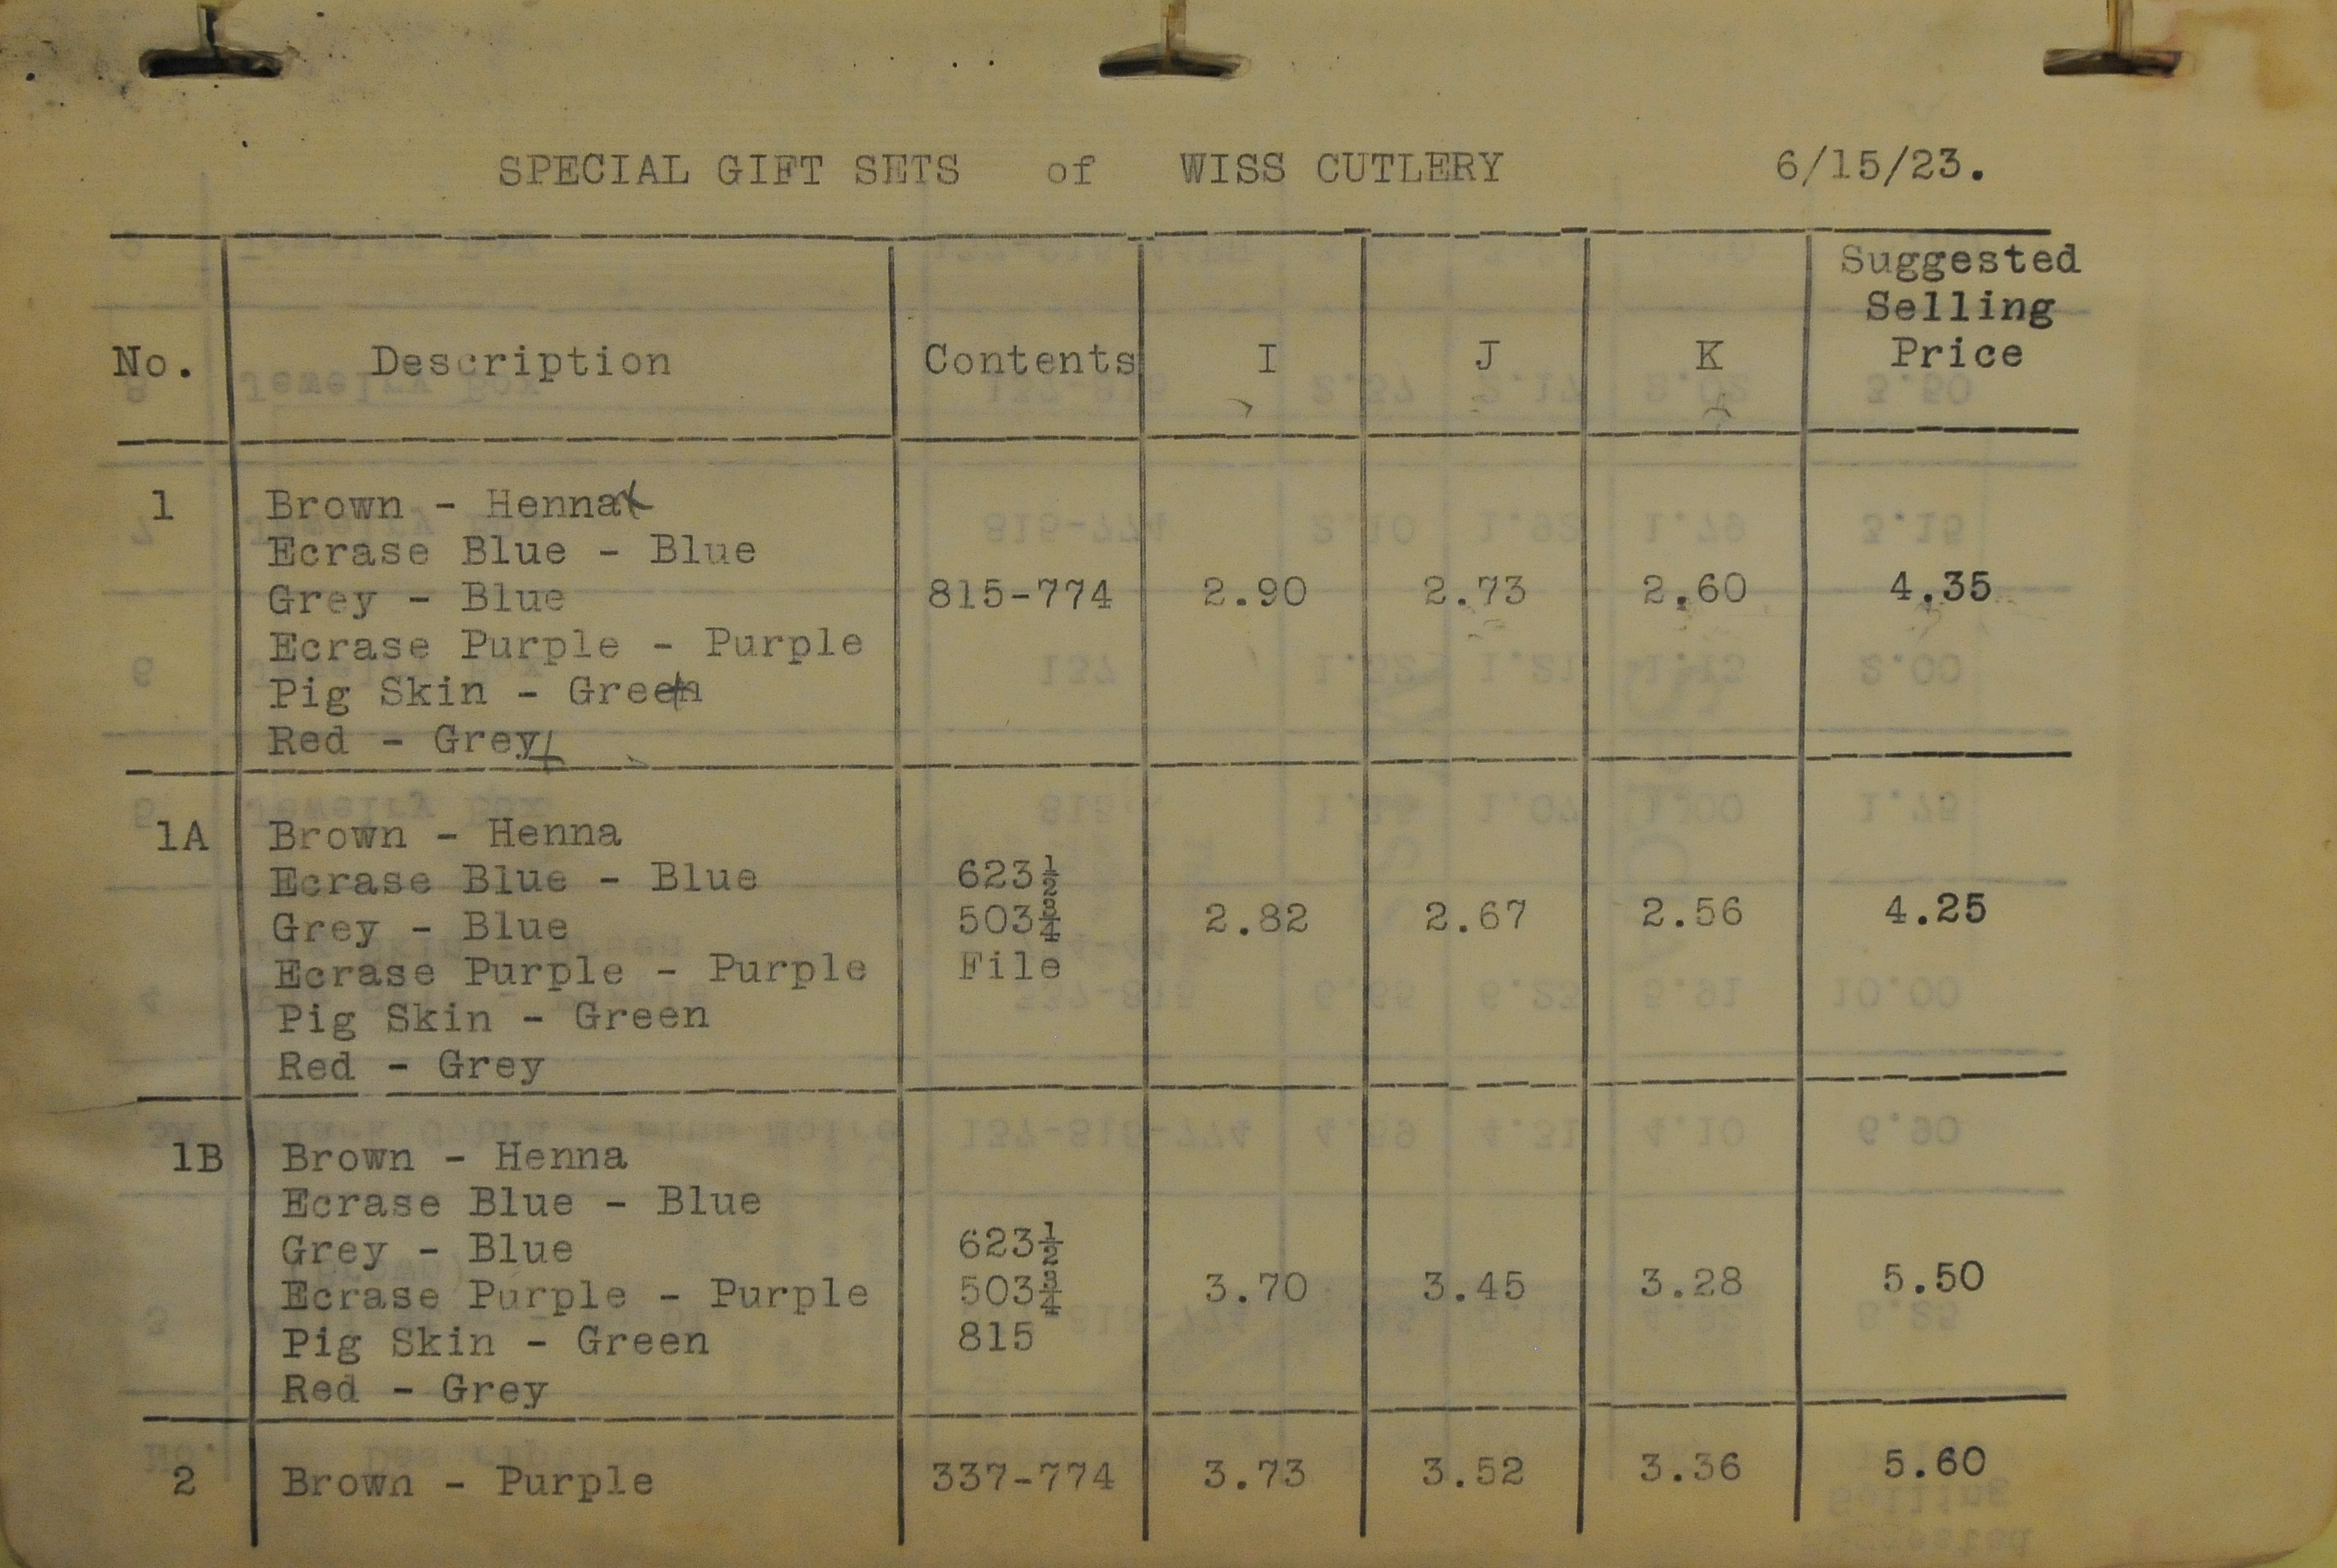 SPECIAL GIFT SETS of WISS CUTLERY 6/15/23.
No. Description Contents I J K Suggested Selling Price
1 Brown - Henna
Ecrase Blue - Blue
Grey - Blue 815-774 2.90 2.73 2.60 4.35
Ecrase Purple - Purple
Pig Skin - Green
Red - Grey
1A Brown - Henna
Ecrase Blue - Blue 623½
Grey - Blue 503¾ 2.82 2.67 2.56 4.25
Ecrase Purple - Purple File
Pig Skin - Green
Red - Grey
1B Brown - Henna
Ecrase Blue - Blue
Grey - Blue 623½
Ecrase Purple - Purple 503¾ 3.70 3.45 3.28 5.50
Pig Skin - Green 815
Red - Grey
2 Brown - Purple 337-774 3.73 3.52 3.36 5.60